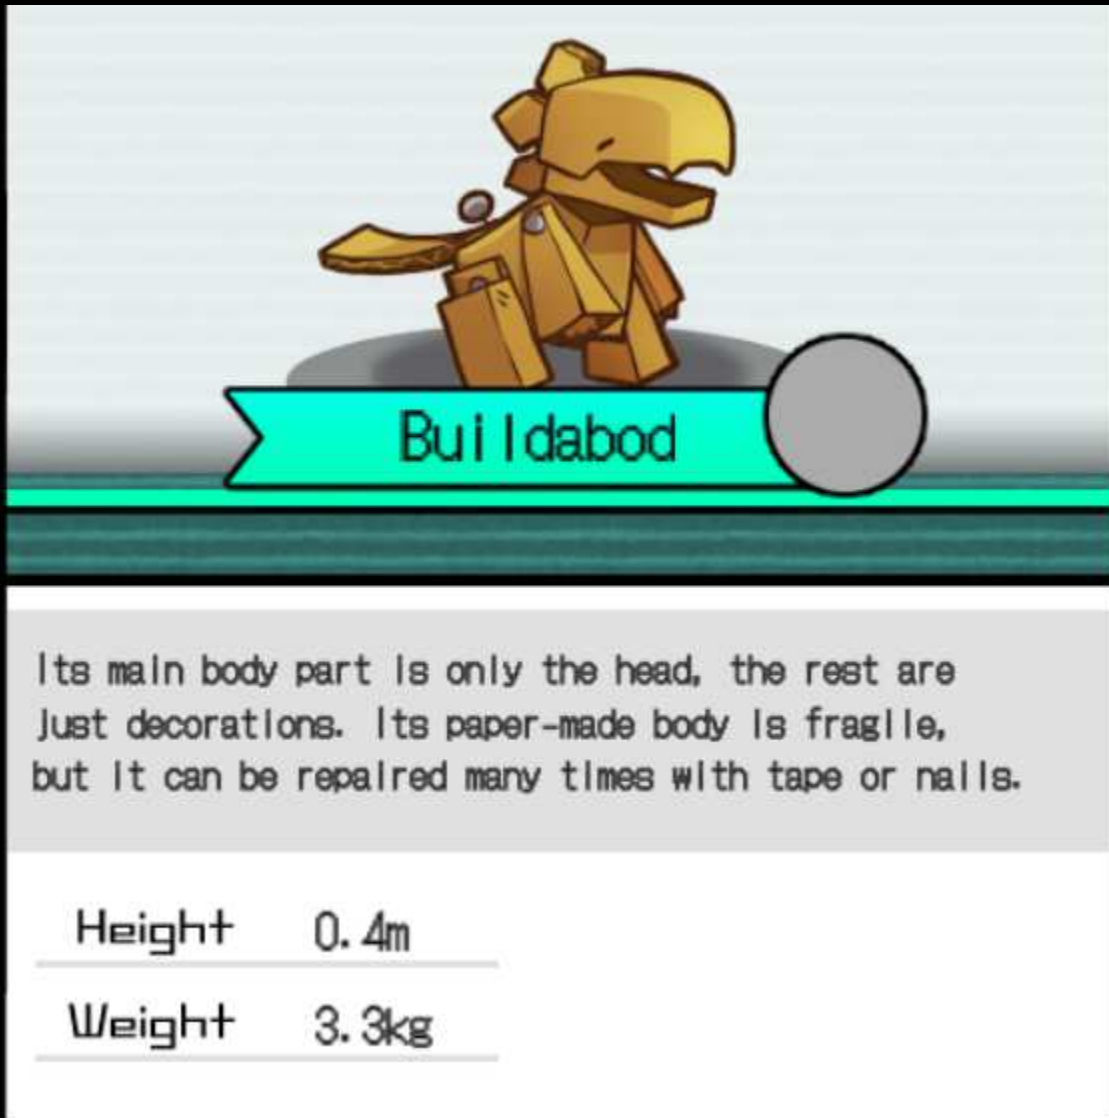 Buildabod
Its main body part is only the head, the rest are
just decorations. Its paper-made body is fragile,
but it can be repaired many times with tape or nails.
Height 0.4m
Weight 3.3kg